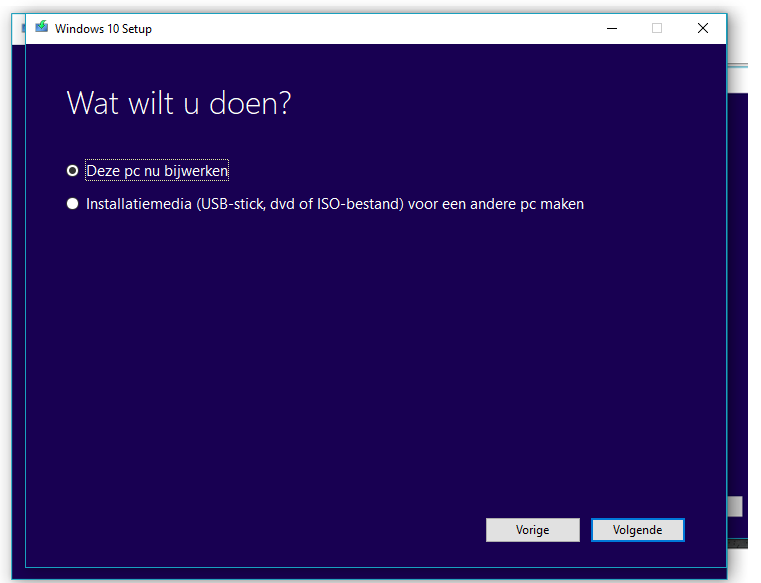 Windows 10 Setup
Wat wilt u doen?
Deze pc nu bijwerken
Installatiemedia (USB-stick, dvd of ISO-bestand) voor een andere pc maken
Vorige
Volgende